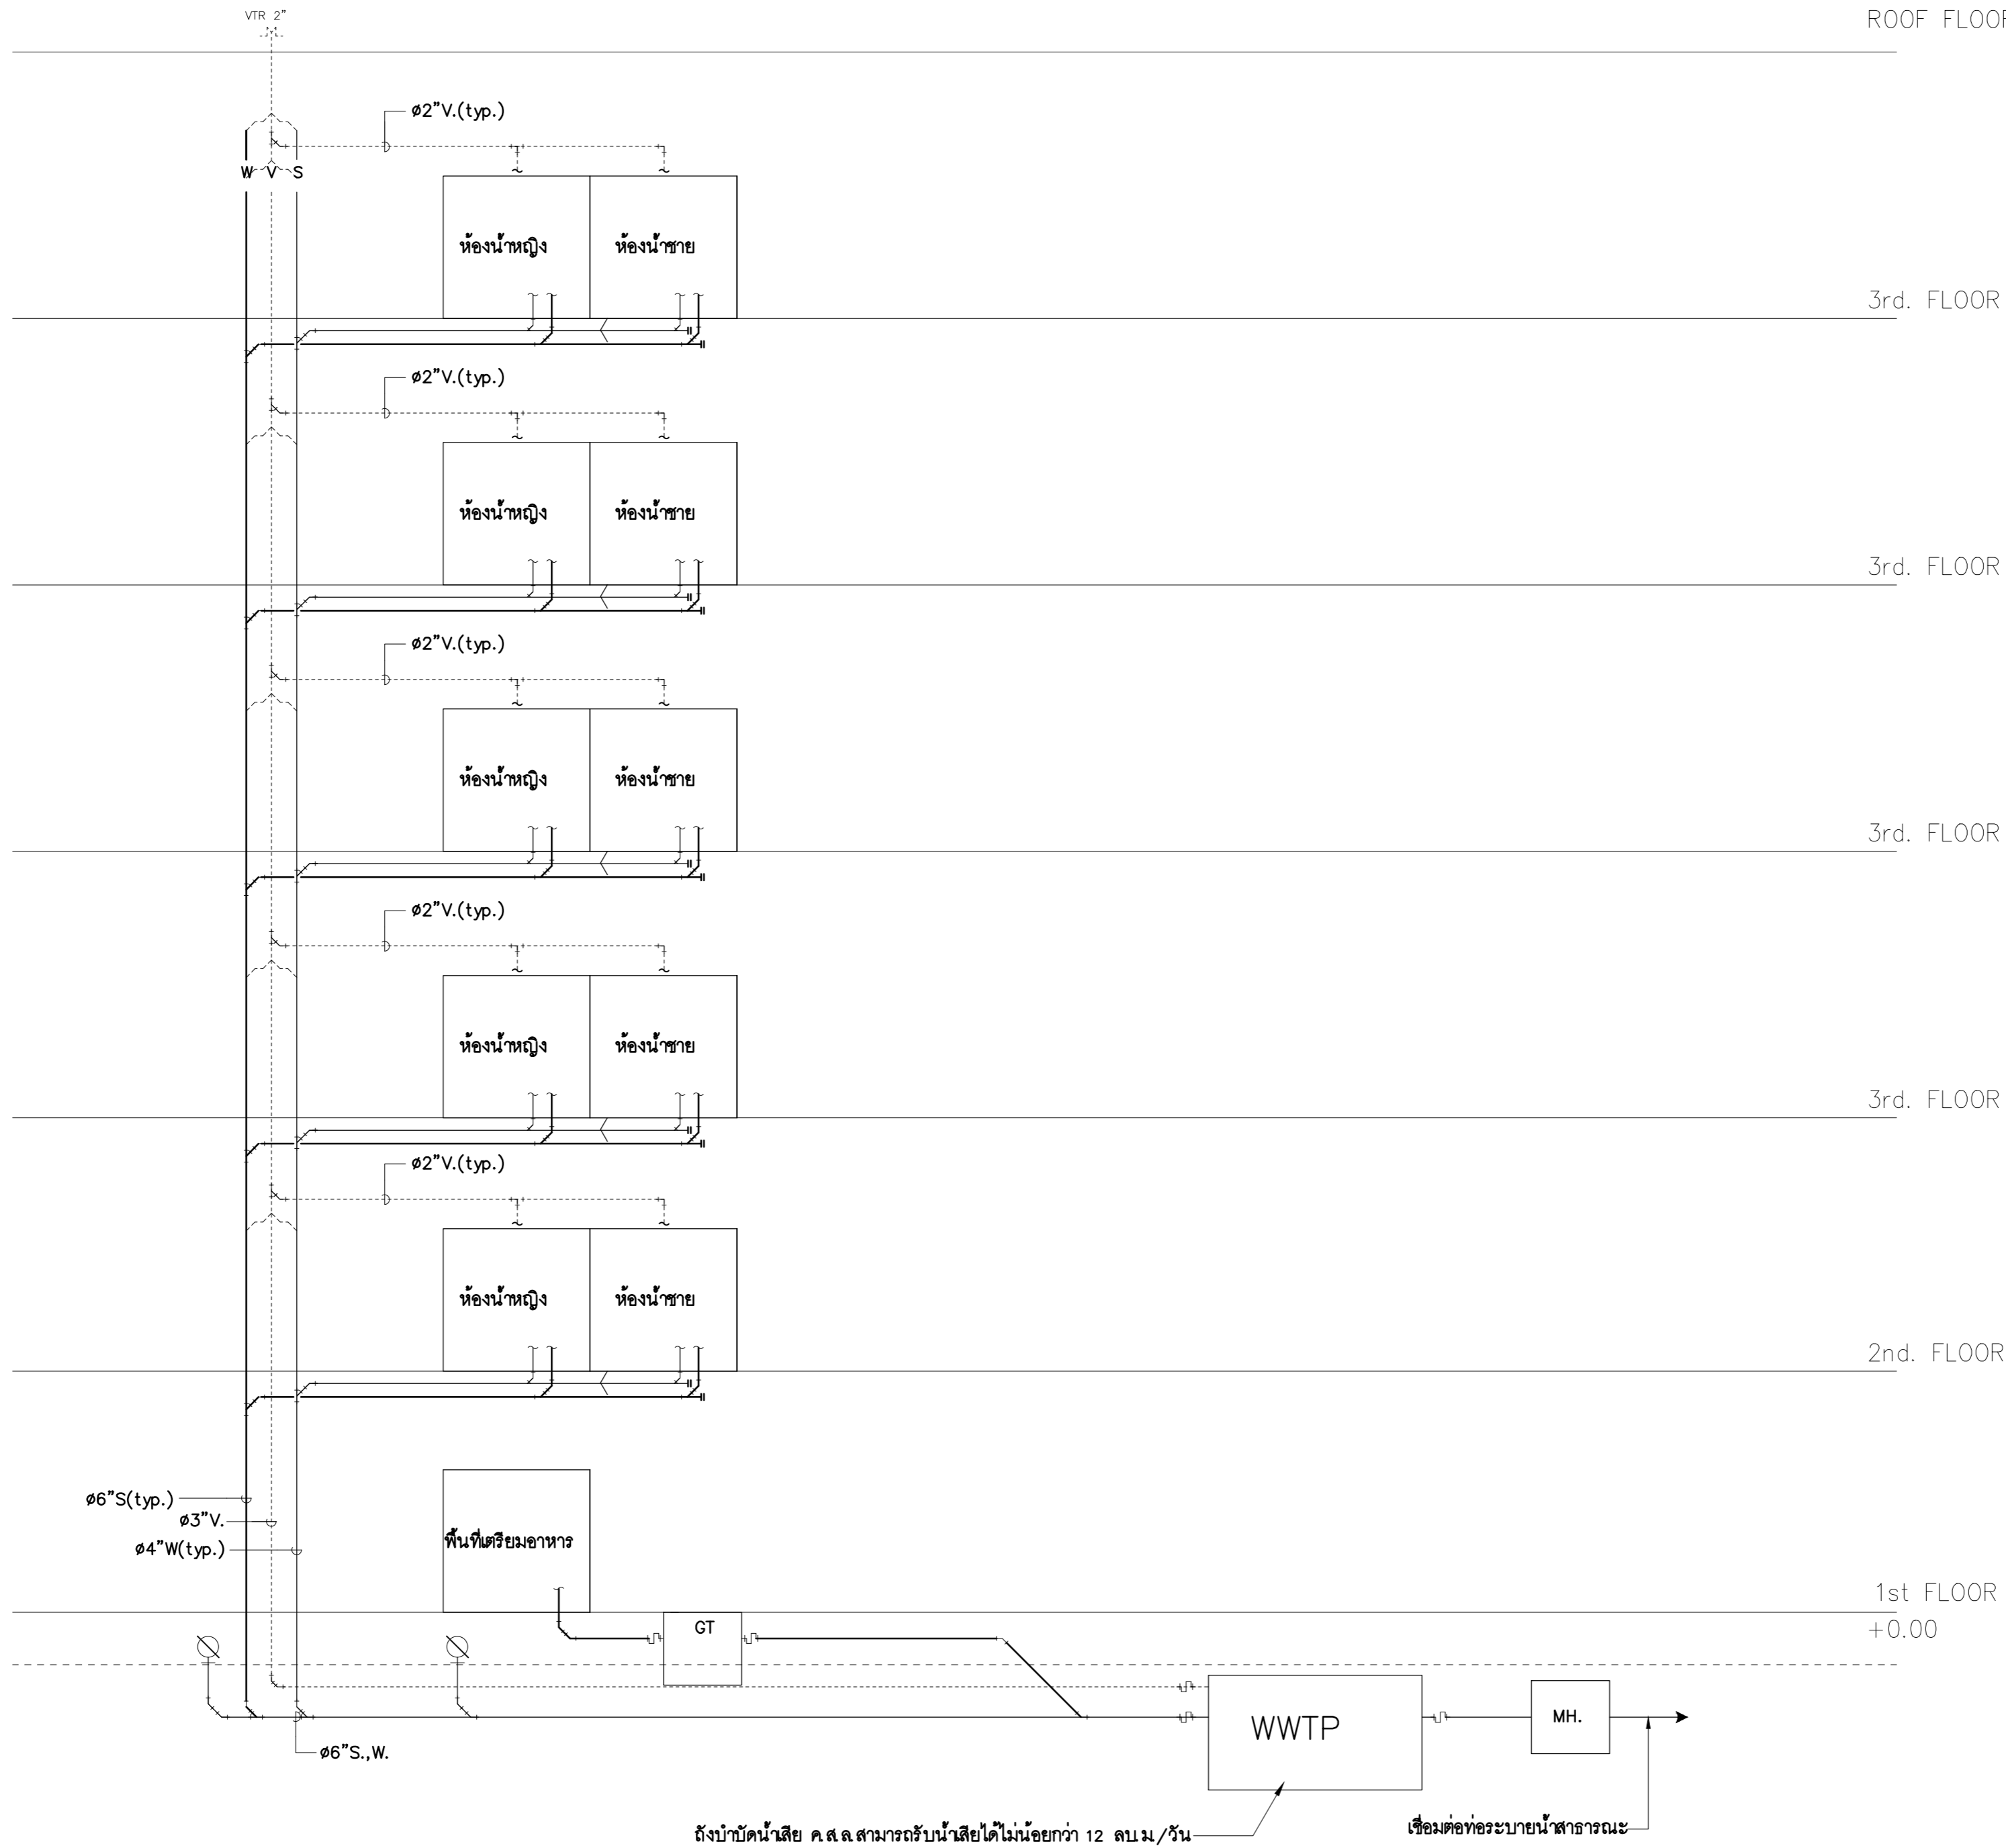 VTR 2"
ROOF FLOOR
ø2"V.(typ.)
W V S
ห้องน้ำหญิง ห้องน้ำชาย
3rd. FLOOR
ø2"V.(typ.)
ห้องน้ำหญิง ห้องน้ำชาย
3rd. FLOOR
ø2"V.(typ.)
ห้องน้ำหญิง ห้องน้ำชาย
3rd. FLOOR
ø2"V.(typ.)
ห้องน้ำหญิง ห้องน้ำชาย
3rd. FLOOR
ø2"V.(typ.)
ห้องน้ำหญิง ห้องน้ำชาย
2nd. FLOOR
ø6"S(typ.)
ø3"V.
ø4"W(typ.)
พื้นที่เตรียมอาหาร
1st FLOOR
GT
+0.00
WWTP
MH.
ø6"S.,W.
ถังบำบัดน้ำเสีย ค.ส.ล.สามารถรับน้ำเสียได้ไม่น้อยกว่า 12 ลบ.ม./วัน
เชื่อมต่อท่อระบายน้ำสาธารณะ